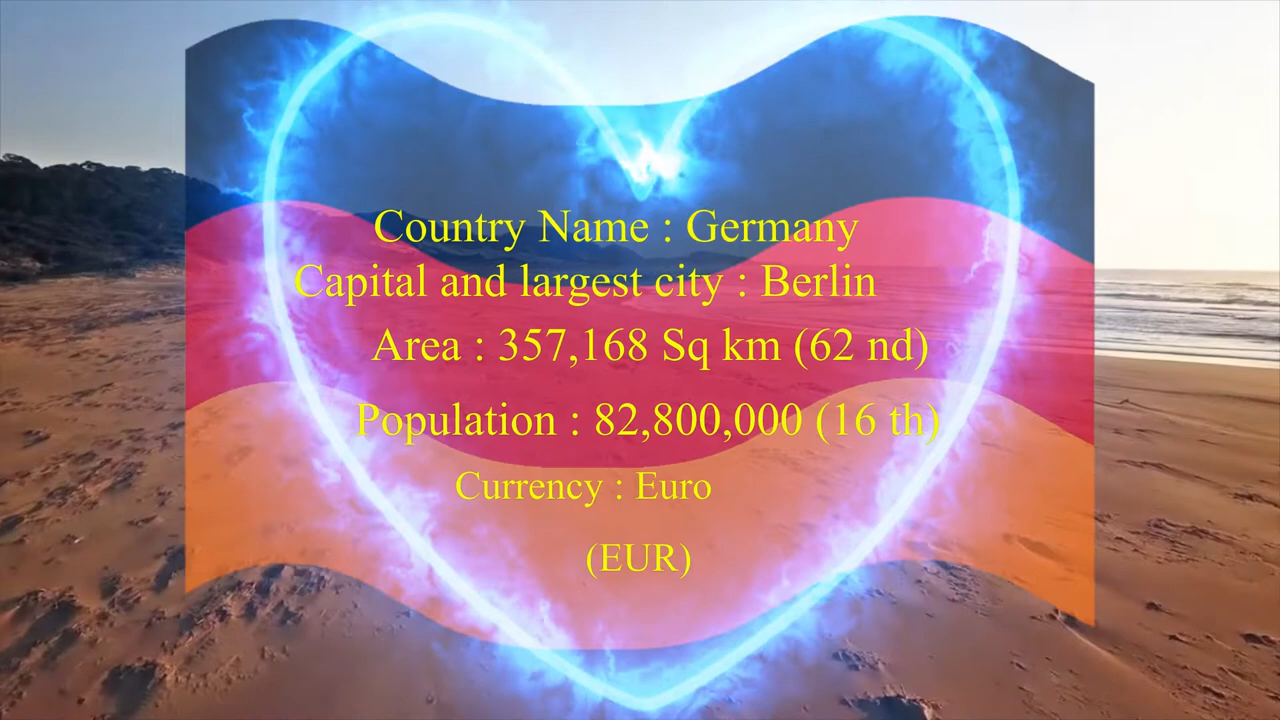 Country Name : Germany
Capital and largest city : Berlin
Area : 357,168 Sq km (62 nd)
Population : 82,800,000 (16 th)
Currency : Euro
(EUR)